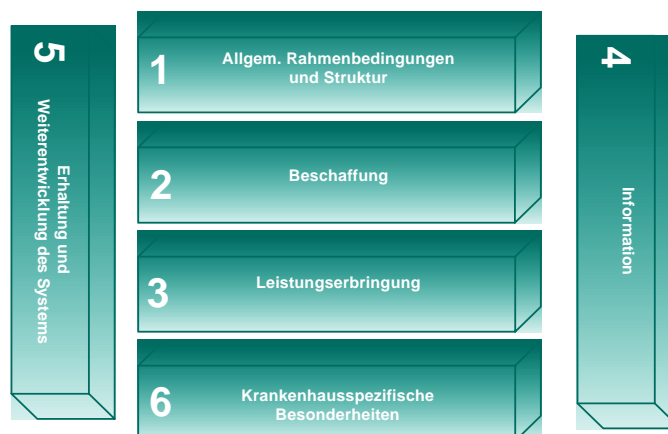 5
Erhaltung und
Weiterentwicklung des Systems
1
Allgem. Rahmenbedingungen
und Struktur
2
Beschaffung
3
Leistungserbringung
6
Krankenhausspezifische
Besonderheiten
4
Information